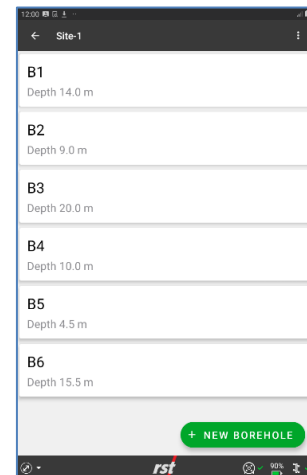 12:00
Site-1
B1
Depth 14.0 m
B2
Depth 9.0 m
B3
Depth 20.0 m
B4
Depth 10.0 m
B5
Depth 4.5 m
B6
Depth 15.5 m
+ NEW BOREHOLE
rst
90%